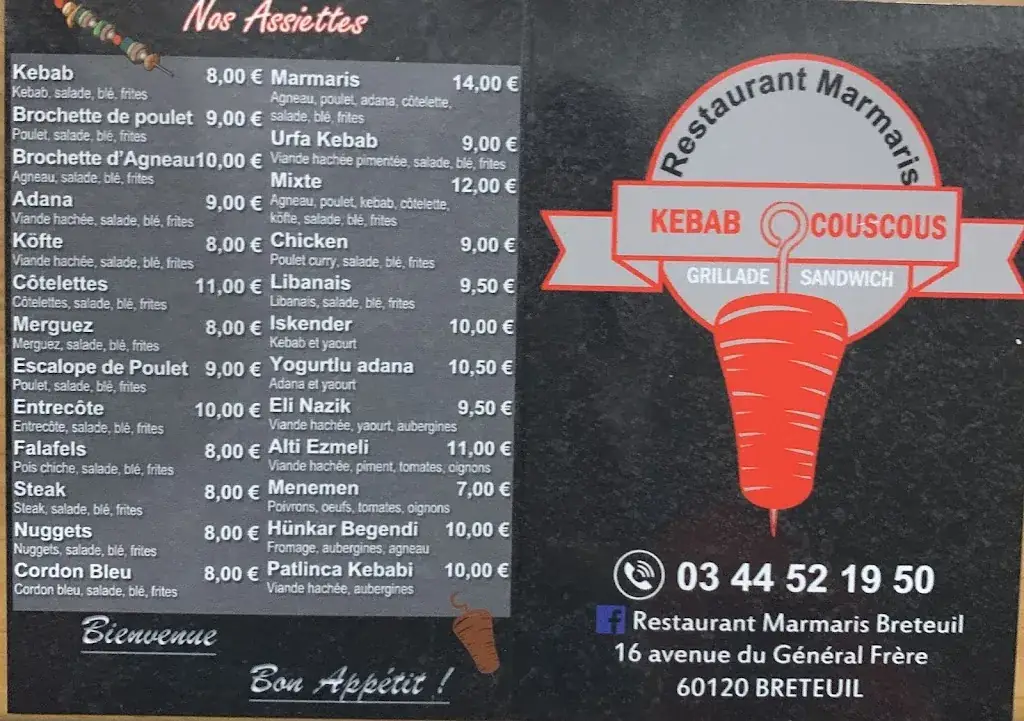 Nos Assiettes
Kebab 8,00 €
Kebab, salade, blé, frites
Brochette de poulet 9,00 €
Poulet, salade, blé, frites
Brochette d'Agneau 10,00 €
Agneau, salade, blé, frites
Adana 9,00 €
Viande hachée, salade, blé, frites
Köfte 8,00 €
Viande hachée, salade, blé, frites
Côtelettes 11,00 €
Côtelettes, salade, blé, frites
Merguez 8,00 €
Merguez, salade, blé, frites
Escalope de Poulet 9,00 €
Poulet, salade, blé, frites
Entrecôte 10,00 €
Entrecôte, salade, blé, frites
Falafels 8,00 €
Pois chiche, salade, blé, frites
Steak 8,00 €
Steak, salade, blé, frites
Nuggets 8,00 €
Nuggets, salade, blé, frites
Cordon Bleu 8,00 €
Cordon bleu, salade, blé, frites
Marmaris 14,00 €
Agneau, poulet, adana, côtelette,
salade, blé, frites
Urfa Kebab 9,00 €
Viande hachée pimentée, salade, blé, frites
Mixte 12,00 €
Agneau, poulet, kebab, côtelette,
köfte, salade, blé, frites
Chicken 9,00 €
Poulet curry, salade, blé, frites
Libanais 9,50 €
Libanais, salade, blé, frites
Iskender 10,00 €
Kebab et yaourt
Yogurtlu adana 10,50 €
Adana et yaourt
Eli Nazik 9,50 €
Viande hachée, yaourt, aubergines
Alti Ezmeli 11,00 €
Viande hachée, piment, tomates, oignons
Menemen 7,00 €
Poivrons, oeufs, tomates, oignons
Hünkar Begendi 10,00 €
Fromage, aubergines, agneau
Patlinca Kebabi 10,00 €
Viande hachée, aubergines
Bienvenue
Bon Appétit !
Restaurant Marmaris
KEBAB COUSCOUS
GRILLADE SANDWICH
03 44 52 19 50
f Restaurant Marmaris Breteuil
16 avenue du Général Frère
60120 BRETEUIL